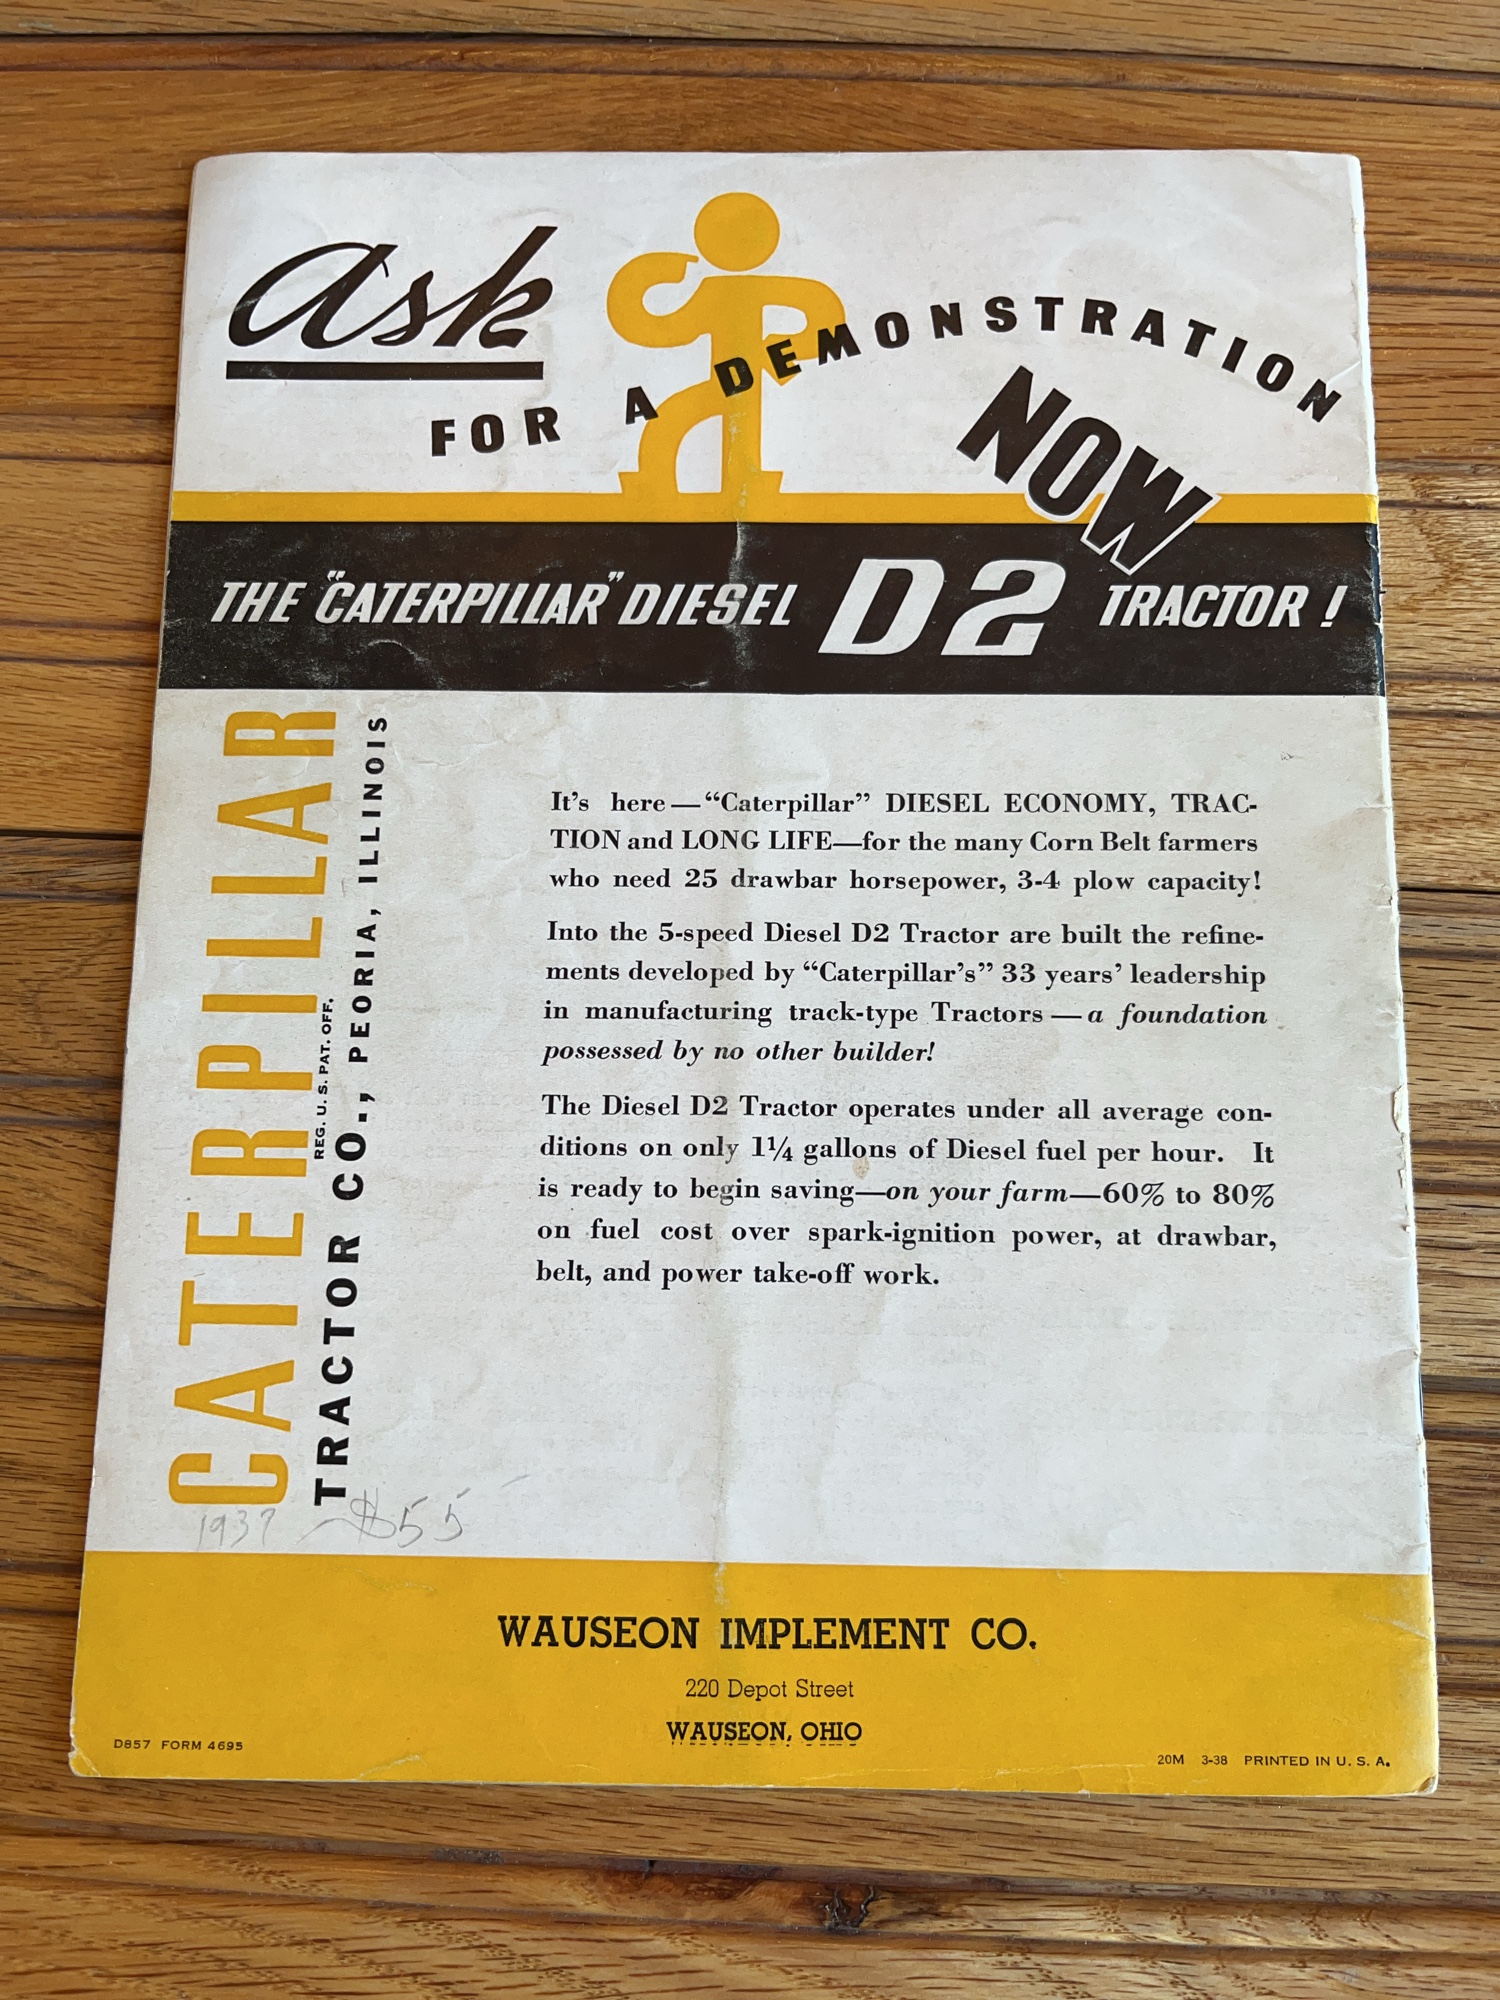 Ask
FOR A DEMONSTRATION
NOW
THE "CATERPILLAR" DIESEL D2 TRACTOR !
CATERPILLAR
REG. U. S. PAT. OFF.
TRACTOR CO., PEORIA, ILLINOIS
It's here—“Caterpillar” DIESEL ECONOMY, TRAC-
TION and LONG LIFE—for the many Corn Belt farmers
who need 25 drawbar horsepower, 3-4 plow capacity!
Into the 5-speed Diesel D2 Tractor are built the refine-
ments developed by “Caterpillar's” 33 years' leadership
in manufacturing track-type Tractors—a foundation
possessed by no other builder!
The Diesel D2 Tractor operates under all average con-
ditions on only 1¼ gallons of Diesel fuel per hour. It
is ready to begin saving—on your farm—60% to 80%
on fuel cost over spark-ignition power, at drawbar,
belt, and power take-off work.
1937 $55
WAUSEON IMPLEMENT CO.
220 Depot Street
WAUSEON, OHIO
D857 FORM 4695
20M 3-38 PRINTED IN U. S. A.